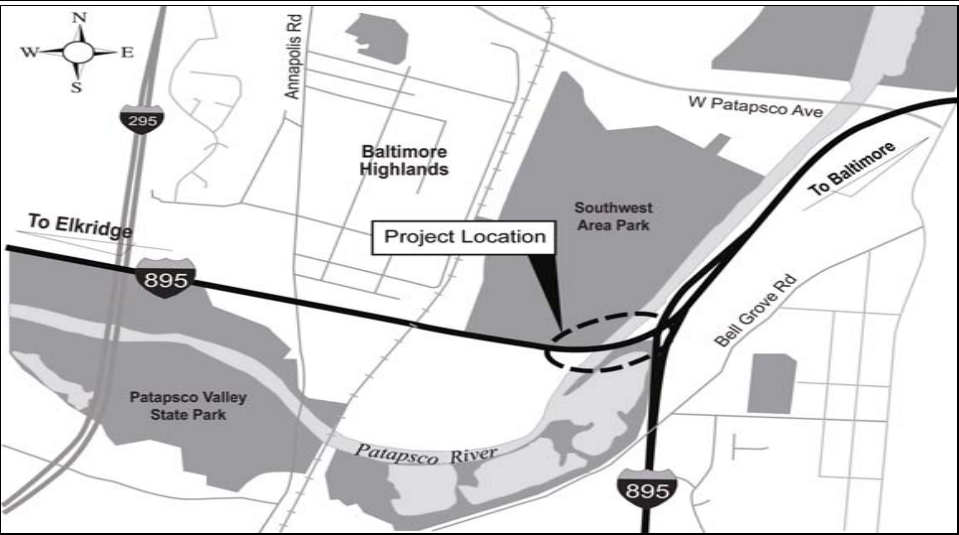 N
W E
S
295
Annapolis Rd
W Patapsco Ave
Baltimore
Highlands
To Baltimore
To Elkridge
Southwest
Area Park
Project Location
895
Bell Grove Rd
Patapsco Valley
State Park
Patapsco River
895